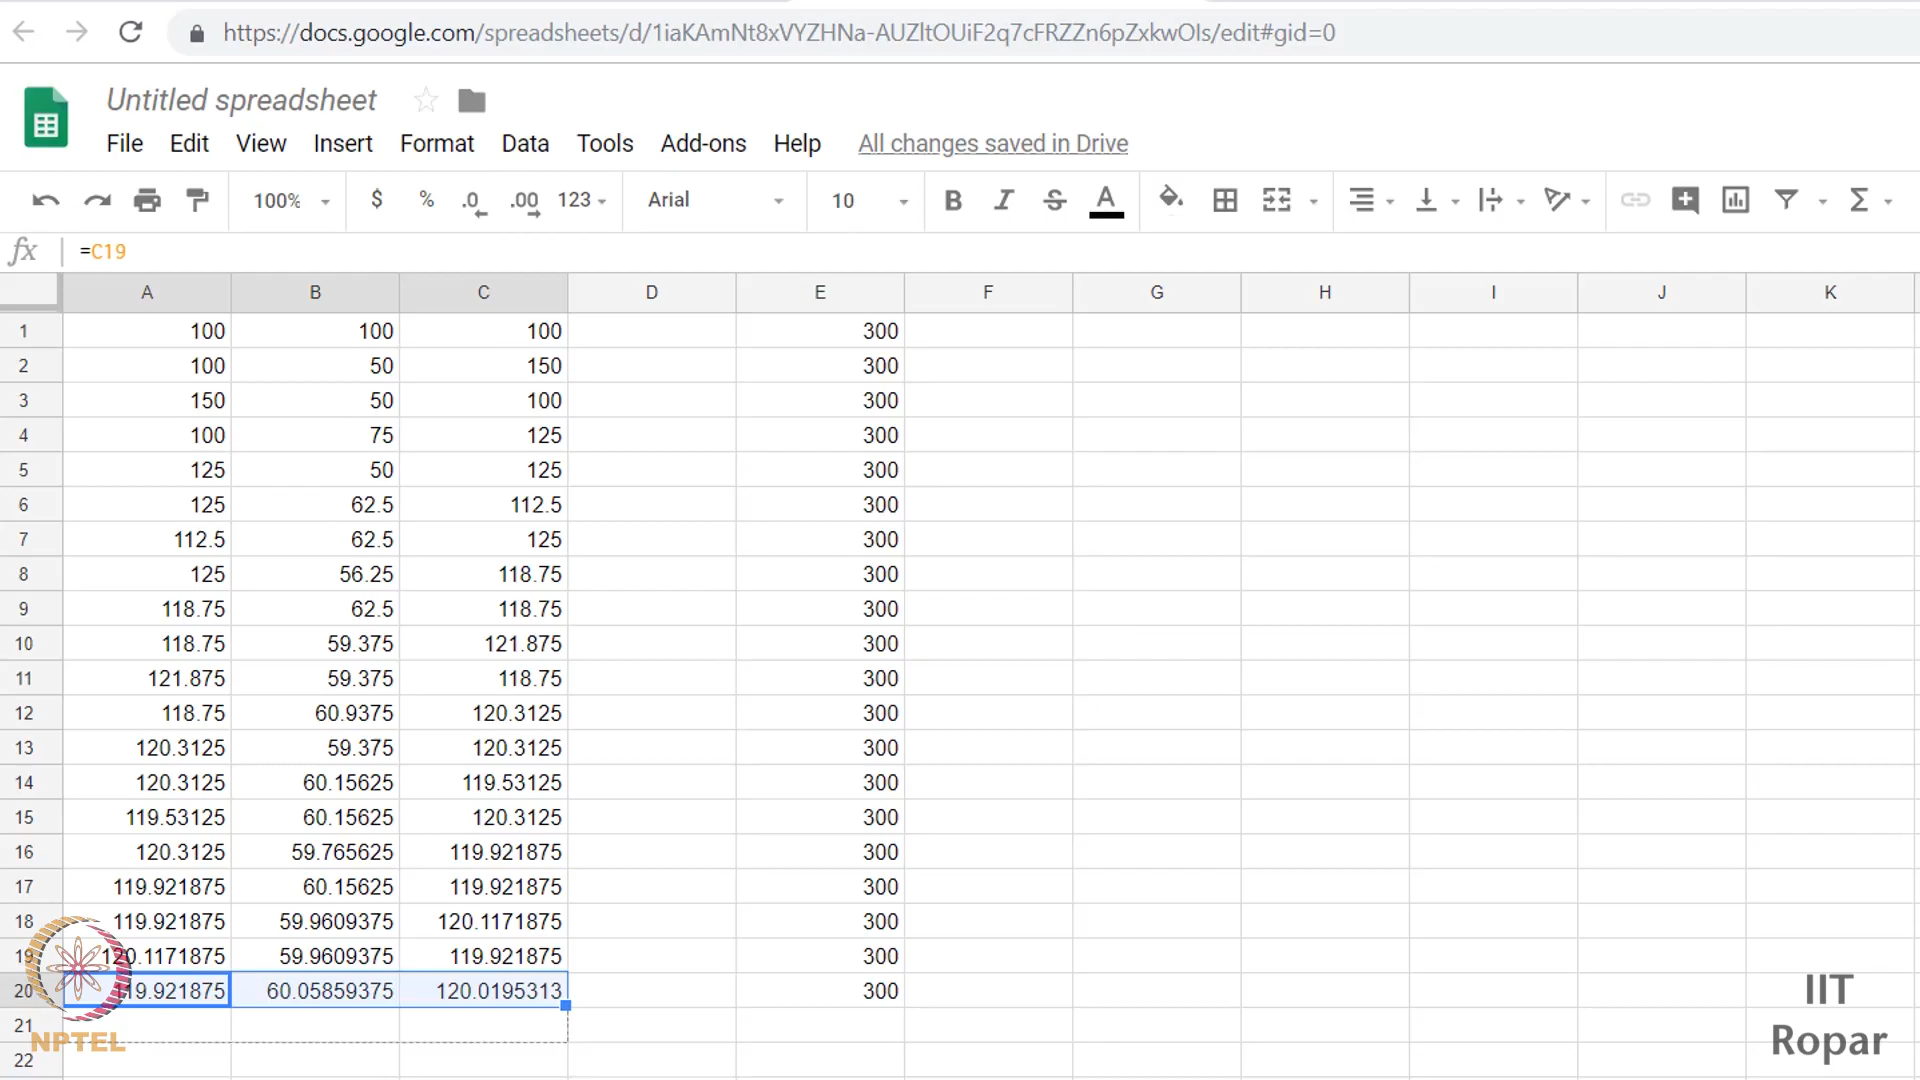 https://docs.google.com/spreadsheets/d/1iaKAmNt8xVYZHNa-AUZltOUiF2q7cFRZZn6pZxkwOIs/edit#gid=0
Untitled spreadsheet
File Edit View Insert Format Data Tools Add-ons Help All changes saved in Drive
100% $ % .0 .00 123 Arial 10 B I S A Σ
fx =C19
A B C D E F G H I J K
1 100 100 100 300
2 100 50 150 300
3 150 50 100 300
4 100 75 125 300
5 125 50 125 300
6 125 62.5 112.5 300
7 112.5 62.5 125 300
8 125 56.25 118.75 300
9 118.75 62.5 118.75 300
10 118.75 59.375 121.875 300
11 121.875 59.375 118.75 300
12 118.75 60.9375 120.3125 300
13 120.3125 59.375 120.3125 300
14 120.3125 60.15625 119.53125 300
15 119.53125 60.15625 120.3125 300
16 120.3125 59.765625 119.921875 300
17 119.921875 60.15625 119.921875 300
18 119.921875 59.9609375 120.1171875 300
19 120.1171875 59.9609375 119.921875 300
20 119.921875 60.05859375 120.0195313 300
21
22
NPTEL
IIT
Ropar